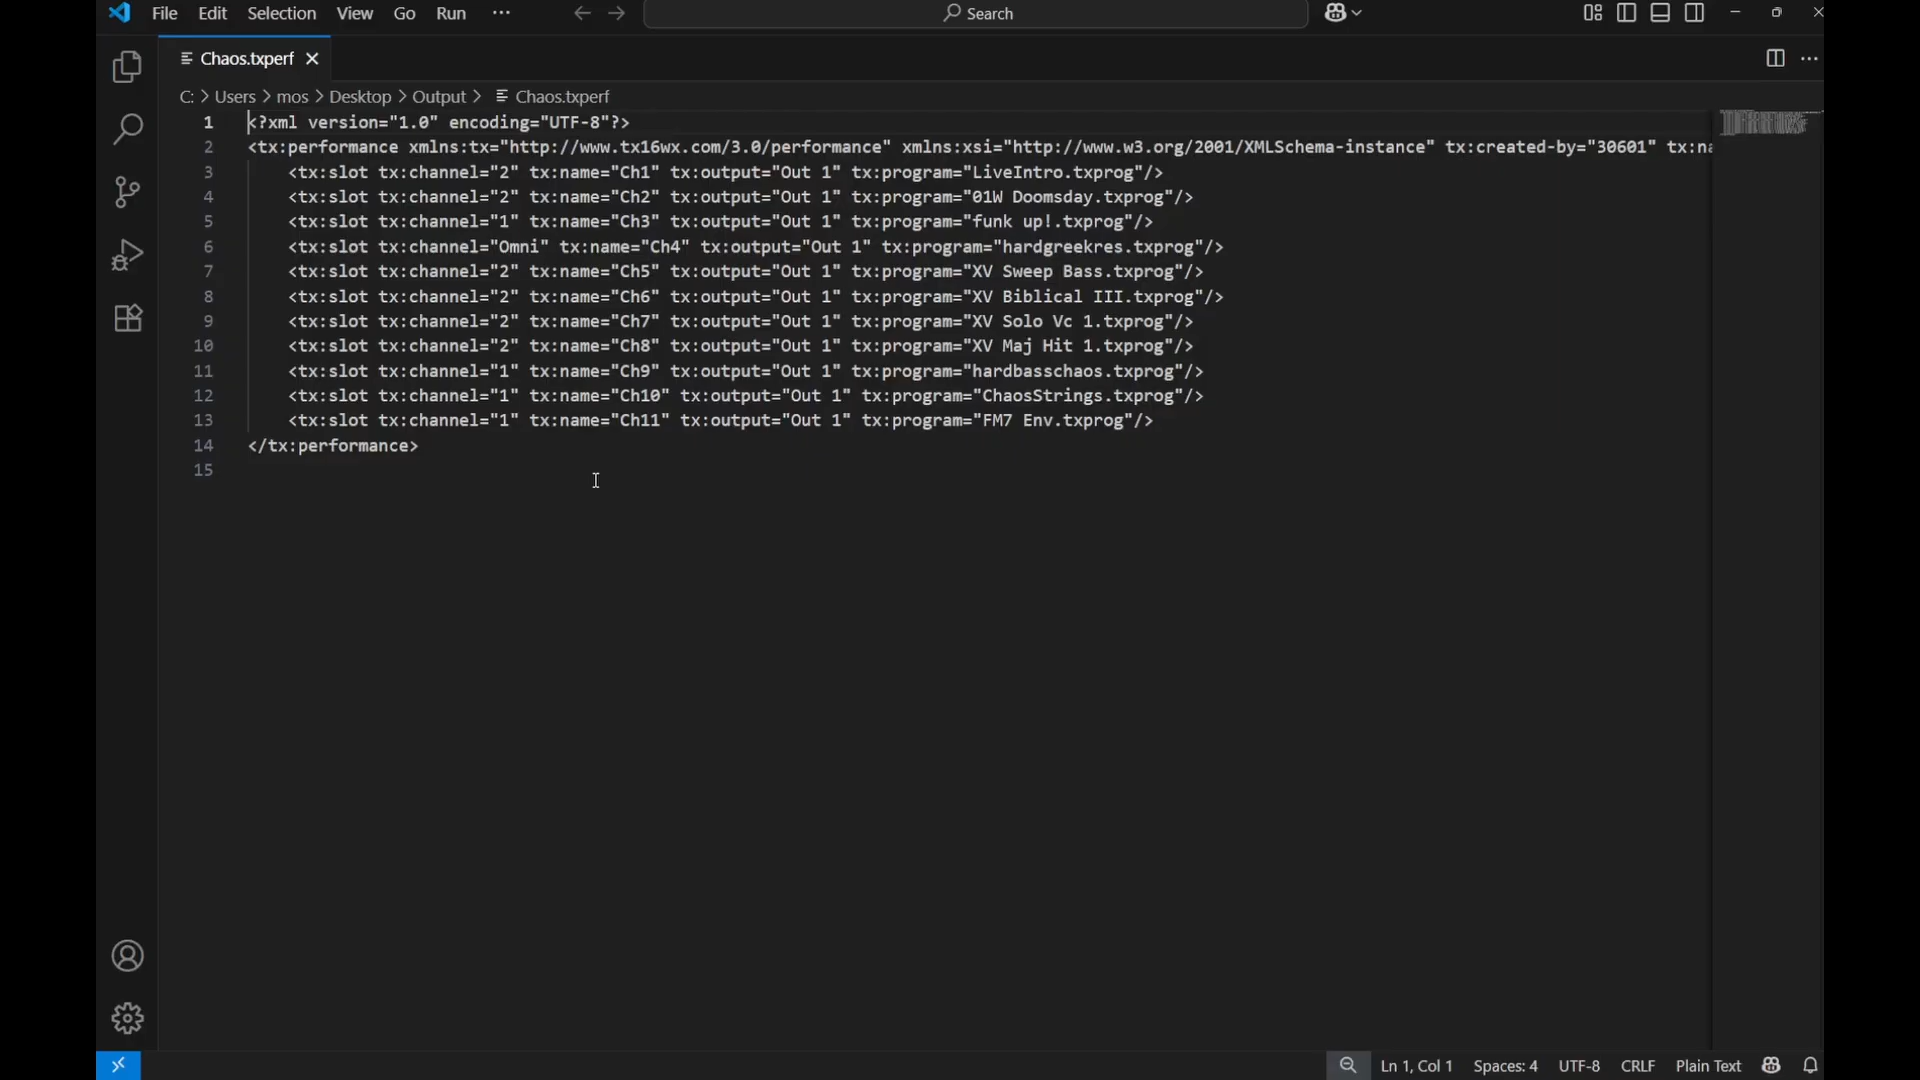 File Edit Selection View Go Run ··· Search
Chaos.txperf
C: > Users > mos > Desktop > Output > Chaos.txperf
1 <?xml version="1.0" encoding="UTF-8"?>
2 <tx:performance xmlns:tx="http://www.tx16wx.com/3.0/performance" xmlns:xsi="http://www.w3.org/2001/XMLSchema-instance" tx:created-by="30601" tx:na
3 <tx:slot tx:channel="2" tx:name="Ch1" tx:output="Out 1" tx:program="LiveIntro.txprog"/>
4 <tx:slot tx:channel="2" tx:name="Ch2" tx:output="Out 1" tx:program="01W Doomsday.txprog"/>
5 <tx:slot tx:channel="1" tx:name="Ch3" tx:output="Out 1" tx:program="funk up!.txprog"/>
6 <tx:slot tx:channel="Omni" tx:name="Ch4" tx:output="Out 1" tx:program="hardgreekres.txprog"/>
7 <tx:slot tx:channel="2" tx:name="Ch5" tx:output="Out 1" tx:program="XV Sweep Bass.txprog"/>
8 <tx:slot tx:channel="2" tx:name="Ch6" tx:output="Out 1" tx:program="XV Biblical III.txprog"/>
9 <tx:slot tx:channel="2" tx:name="Ch7" tx:output="Out 1" tx:program="XV Solo Vc 1.txprog"/>
10 <tx:slot tx:channel="2" tx:name="Ch8" tx:output="Out 1" tx:program="XV Maj Hit 1.txprog"/>
11 <tx:slot tx:channel="1" tx:name="Ch9" tx:output="Out 1" tx:program="hardbasschaos.txprog"/>
12 <tx:slot tx:channel="1" tx:name="Ch10" tx:output="Out 1" tx:program="ChaosStrings.txprog"/>
13 <tx:slot tx:channel="1" tx:name="Ch11" tx:output="Out 1" tx:program="FM7 Env.txprog"/>
14 </tx:performance>
15
Ln 1, Col 1 Spaces: 4 UTF-8 CRLF Plain Text